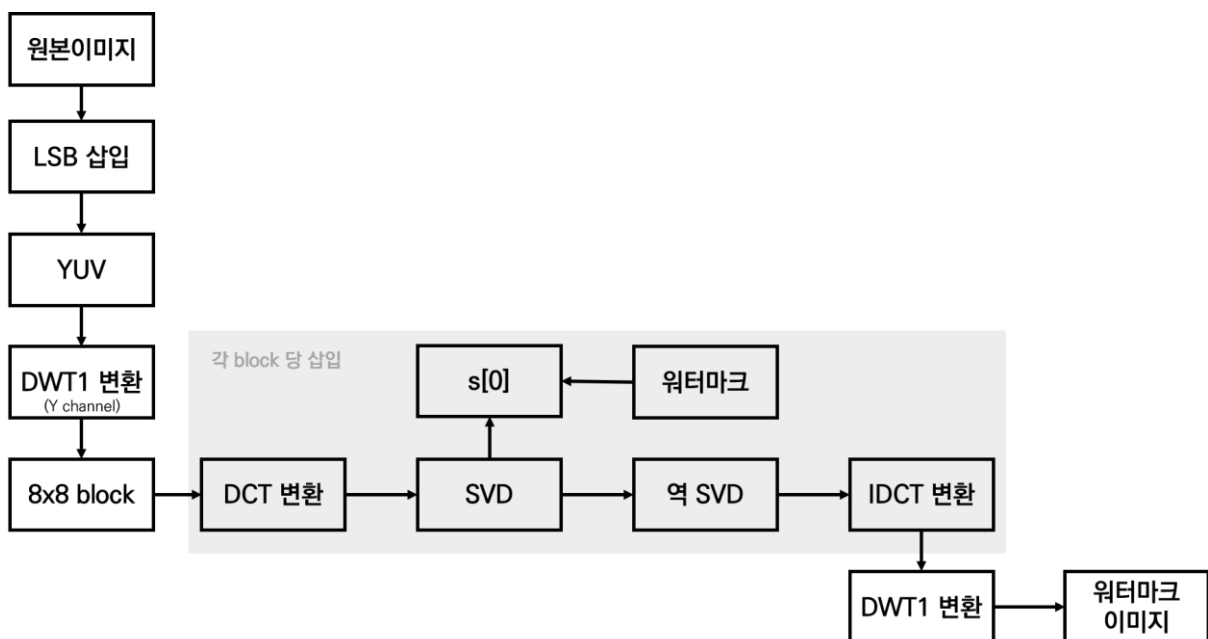 원본이미지
LSB 삽입
YUV
DWT1 변환
(Y channel)
8x8 block
각 block 당 삽입
s[0]
워터마크
DCT 변환
SVD
역 SVD
IDCT 변환
DWT1 변환
워터마크
이미지